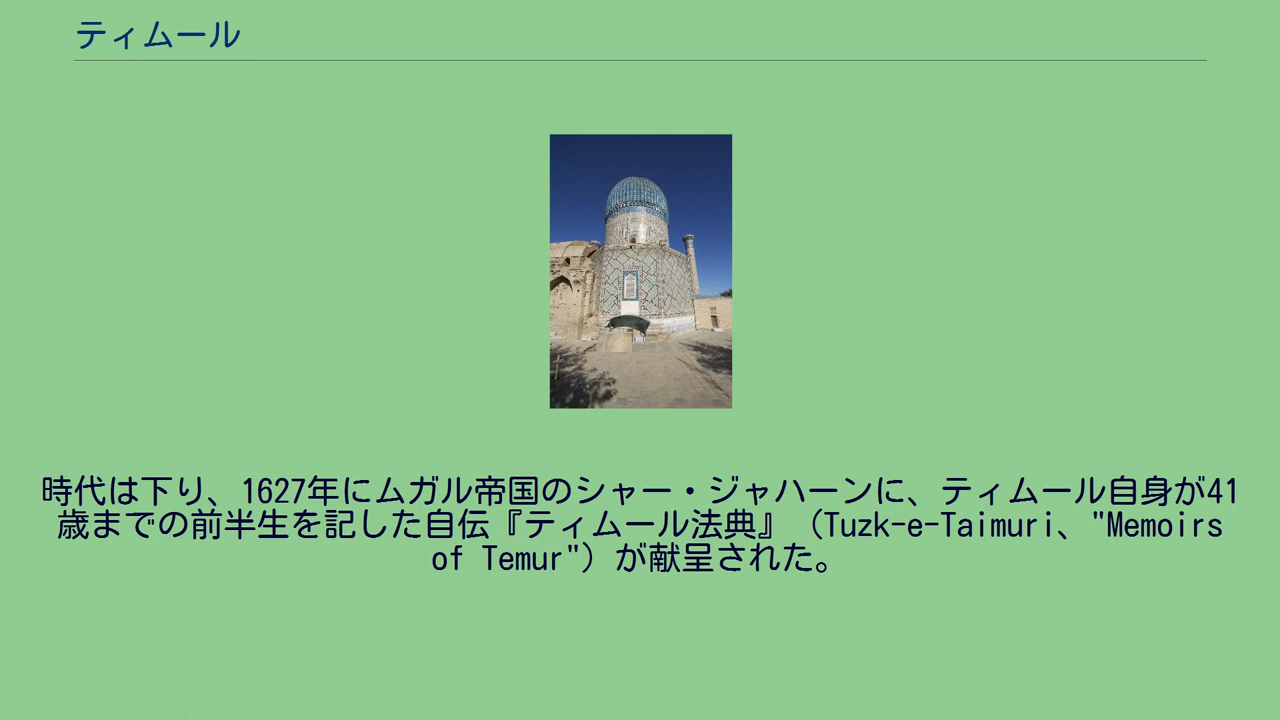 ティムール
時代は下り、1627年にムガル帝国のシャー・ジャハーンに、ティムール自身が41
歳までの前半生を記した自伝『ティムール法典』（Tuzk-e-Taimuri、"Memoirs
of Temur"）が献呈された。